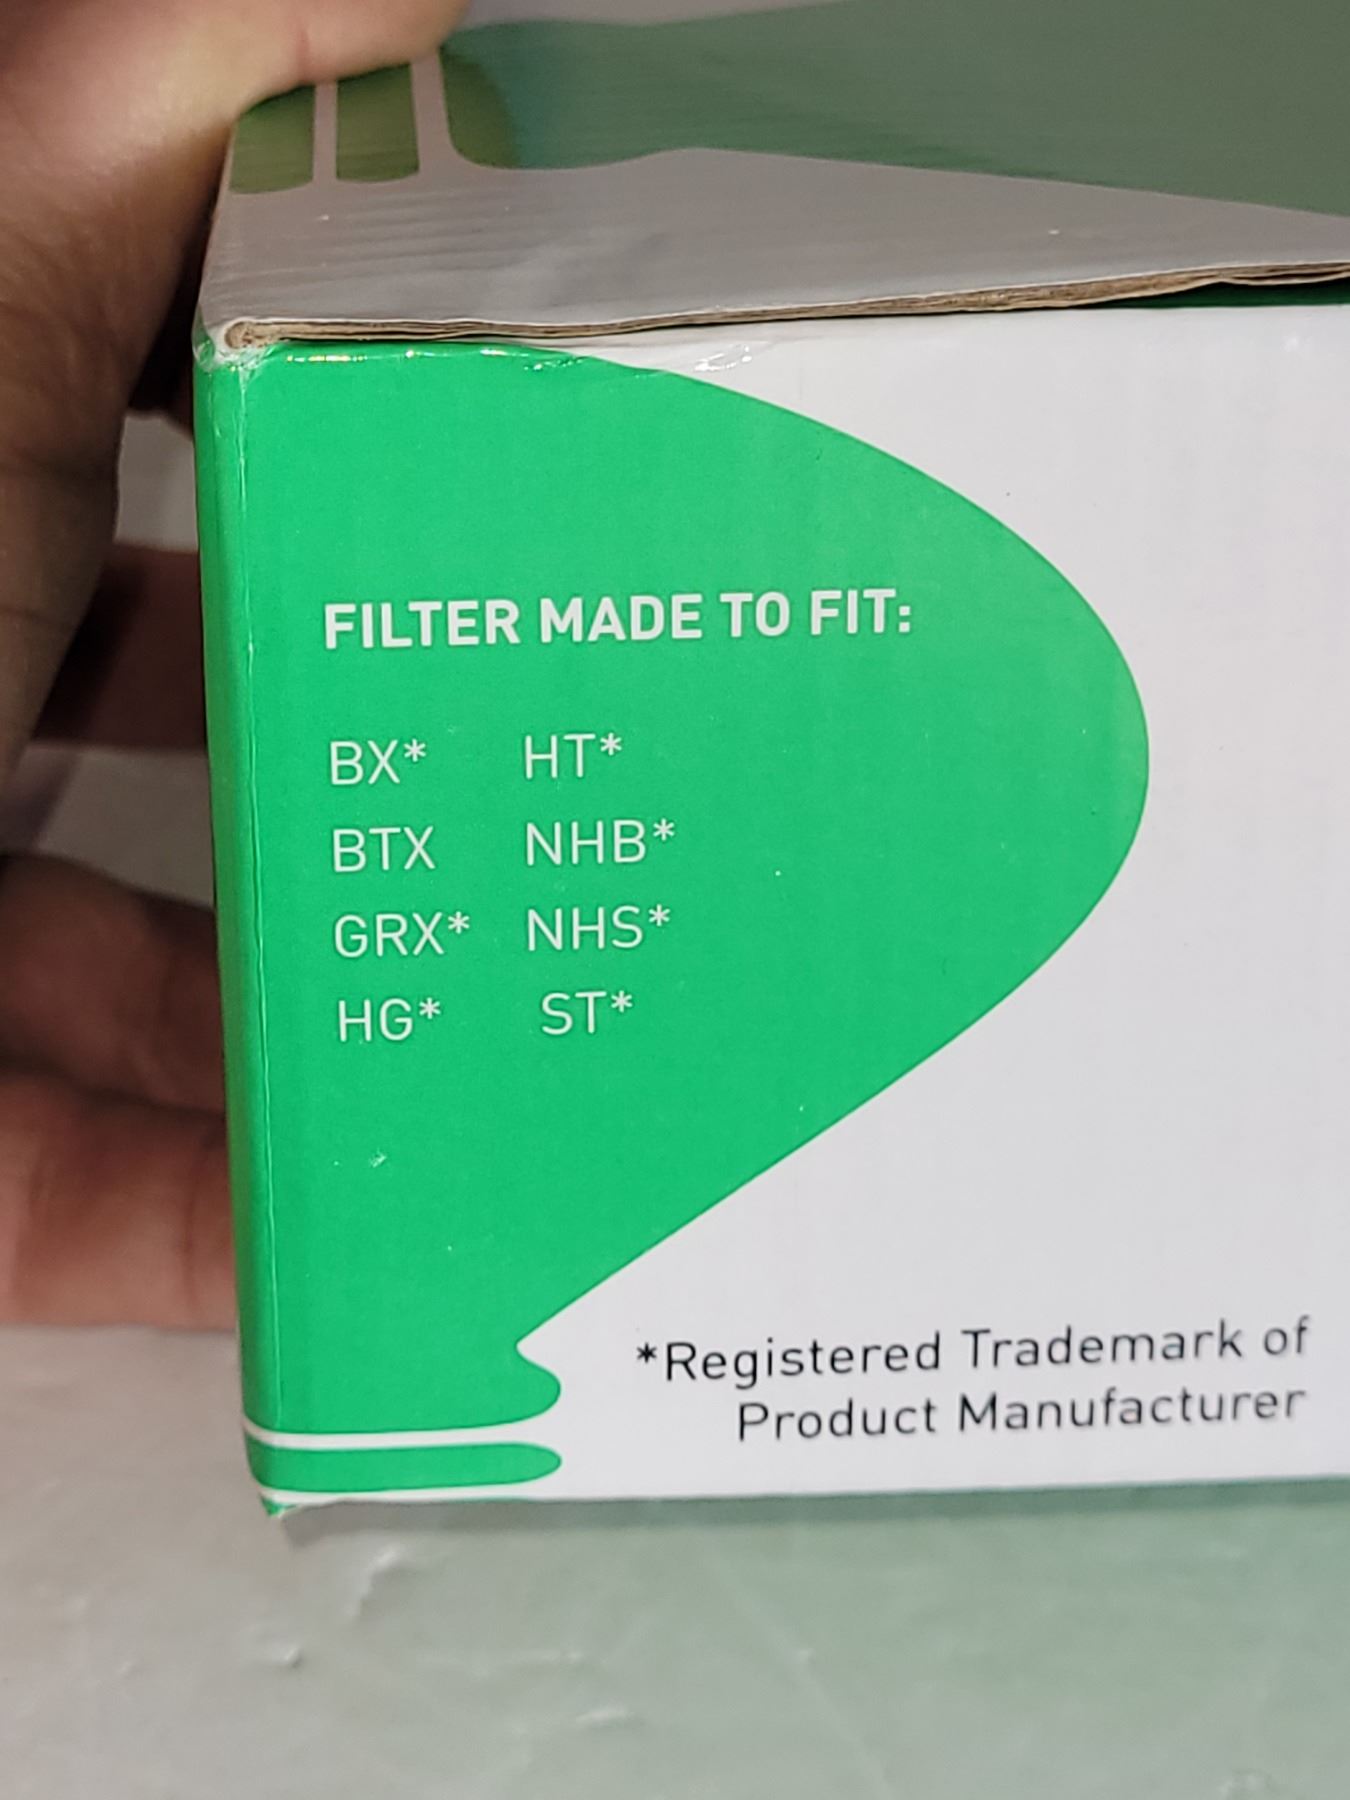 FILTER MADE TO FIT:
BX* HT*
BTX NHB*
GRX* NHS*
HG* ST*
*Registered Trademark of
Product Manufacturer